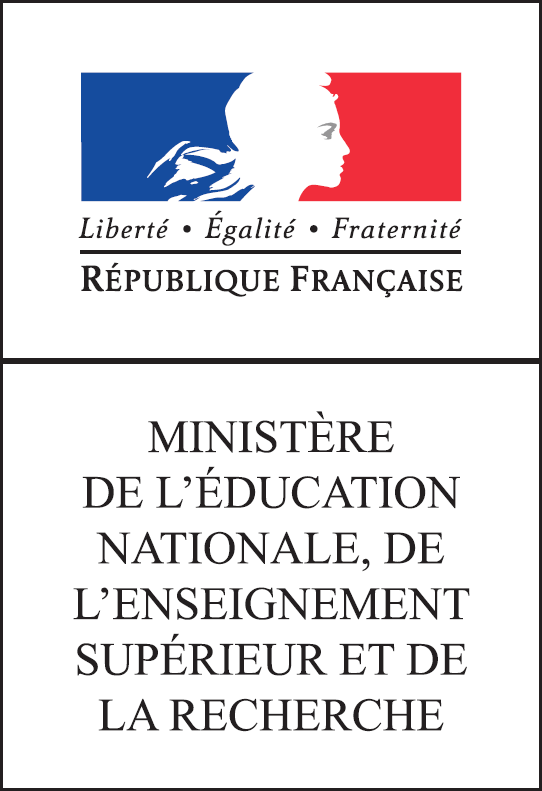 Liberté • Égalité • Fraternité
RÉPUBLIQUE FRANÇAISE
MINISTÈRE
DE L’ÉDUCATION
NATIONALE, DE
L’ENSEIGNEMENT
SUPÉRIEUR ET DE
LA RECHERCHE